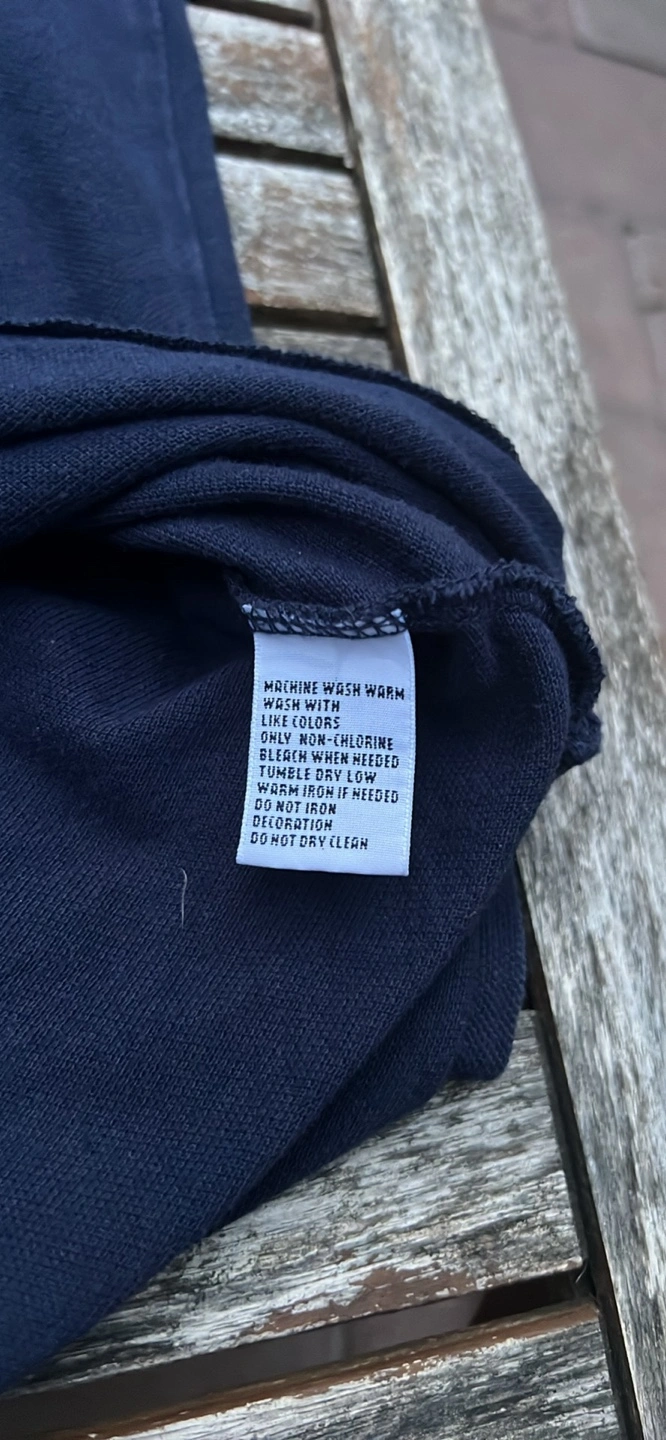 MACHINE WASH WARM
WASH WITH
LIKE COLORS
ONLY NON-CHLORINE
BLEACH WHEN NEEDED
TUMBLE DRY LOW
WARM IRON IF NEEDED
DO NOT IRON
DECORATION
DO NOT DRY CLEAN